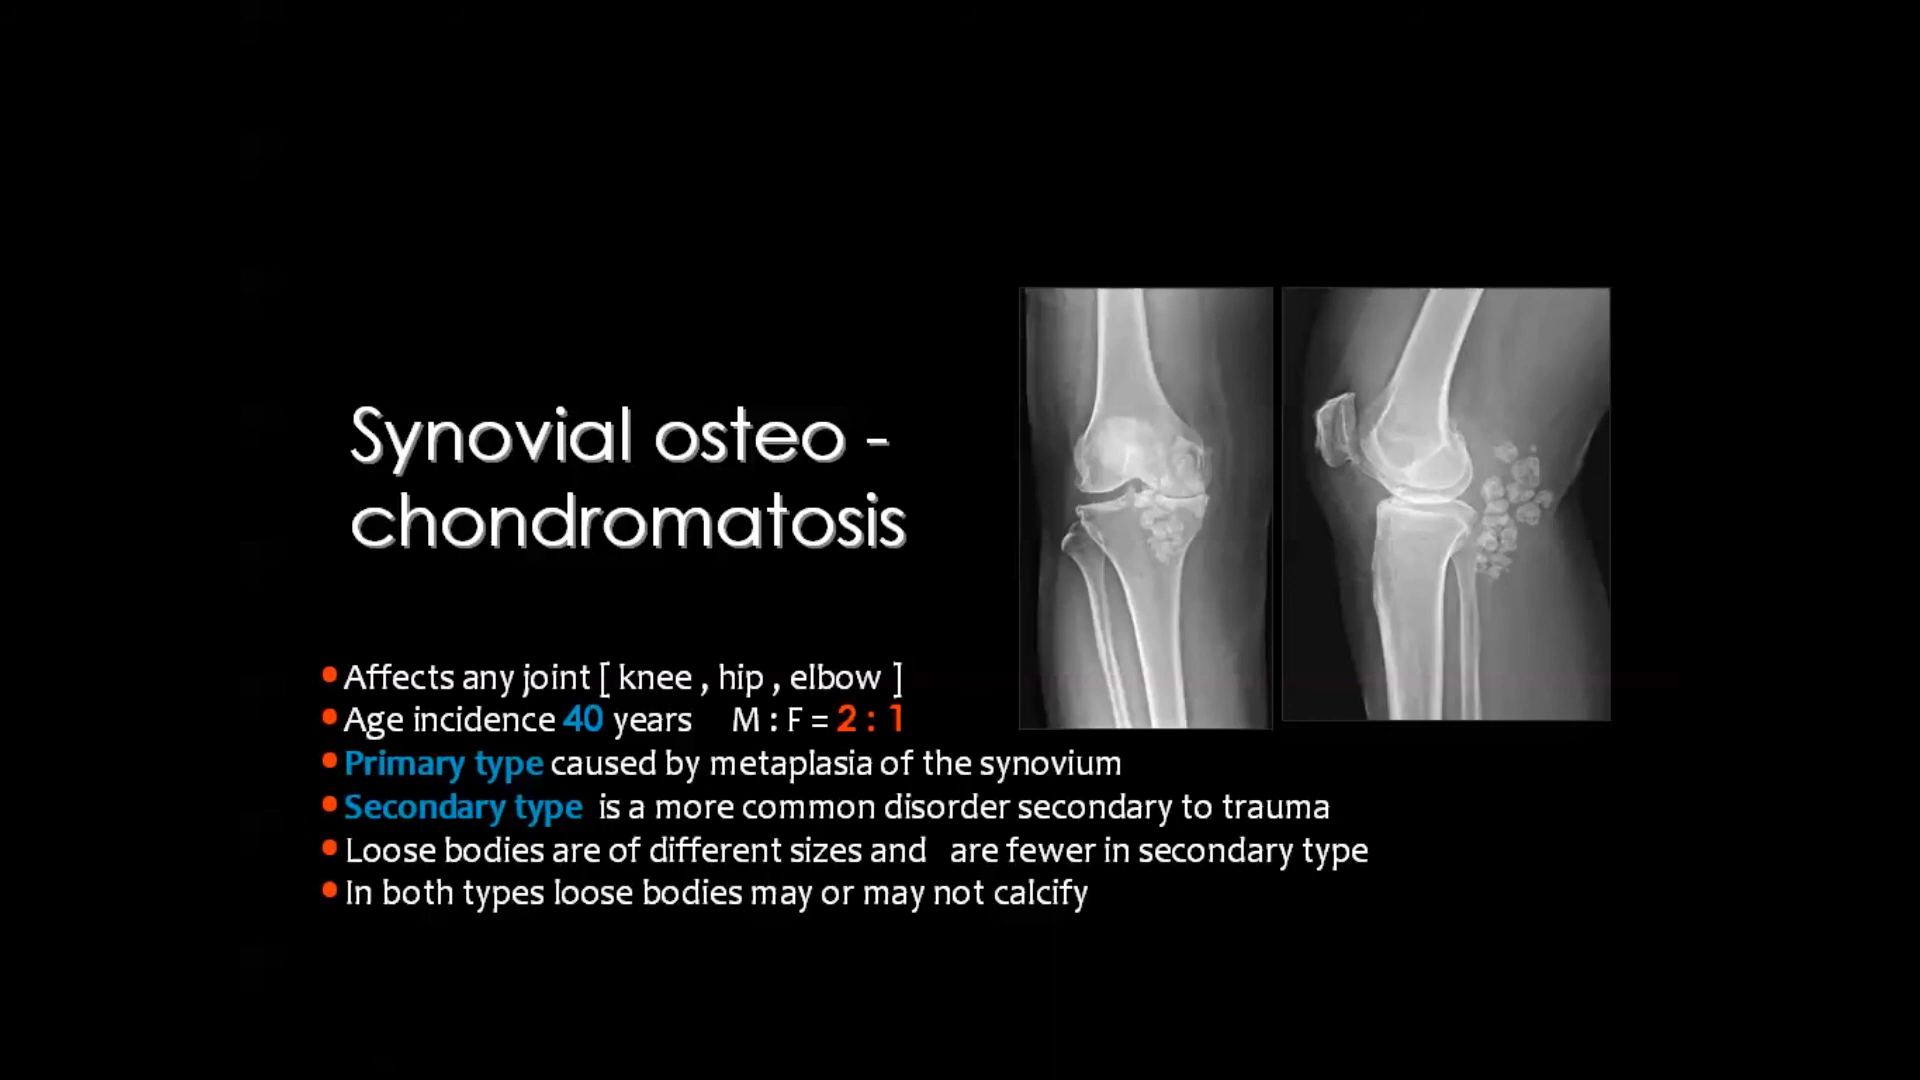 Synovial osteo -
chondromatosis
• Affects any joint [ knee , hip , elbow ]
• Age incidence 40 years M : F = 2 : 1
• Primary type caused by metaplasia of the synovium
• Secondary type is a more common disorder secondary to trauma
• Loose bodies are of different sizes and are fewer in secondary type
• In both types loose bodies may or may not calcify